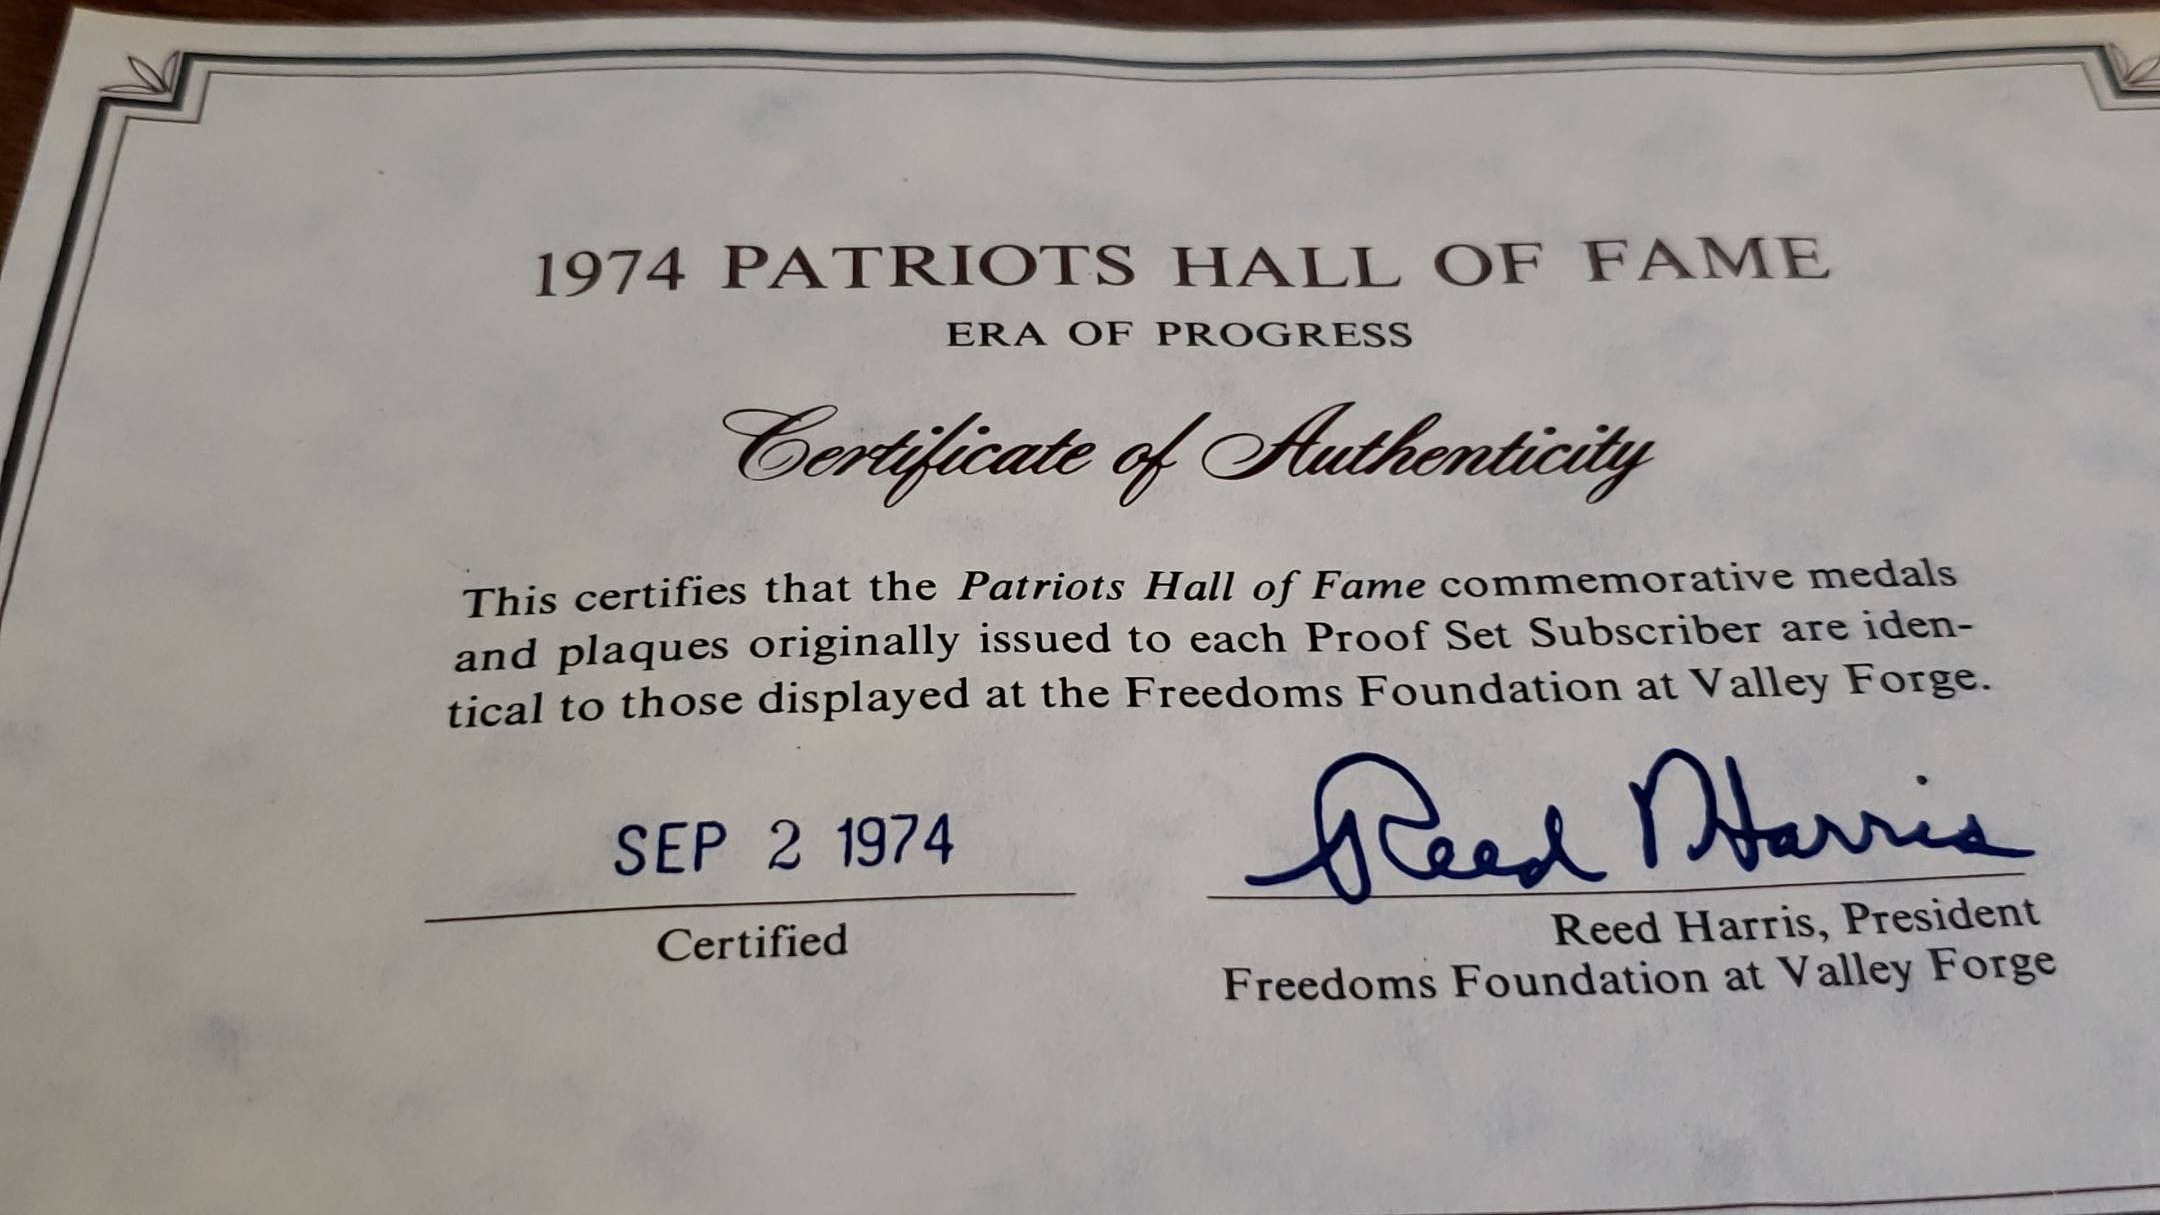 1974 PATRIOTS HALL OF FAME
ERA OF PROGRESS
Certificate of Authenticity
This certifies that the Patriots Hall of Fame commemorative medals
and plaques originally issued to each Proof Set Subscriber are iden-
tical to those displayed at the Freedoms Foundation at Valley Forge.
SEP 2 1974
Certified
Reed Harris
Reed Harris, President
Freedoms Foundation at Valley Forge